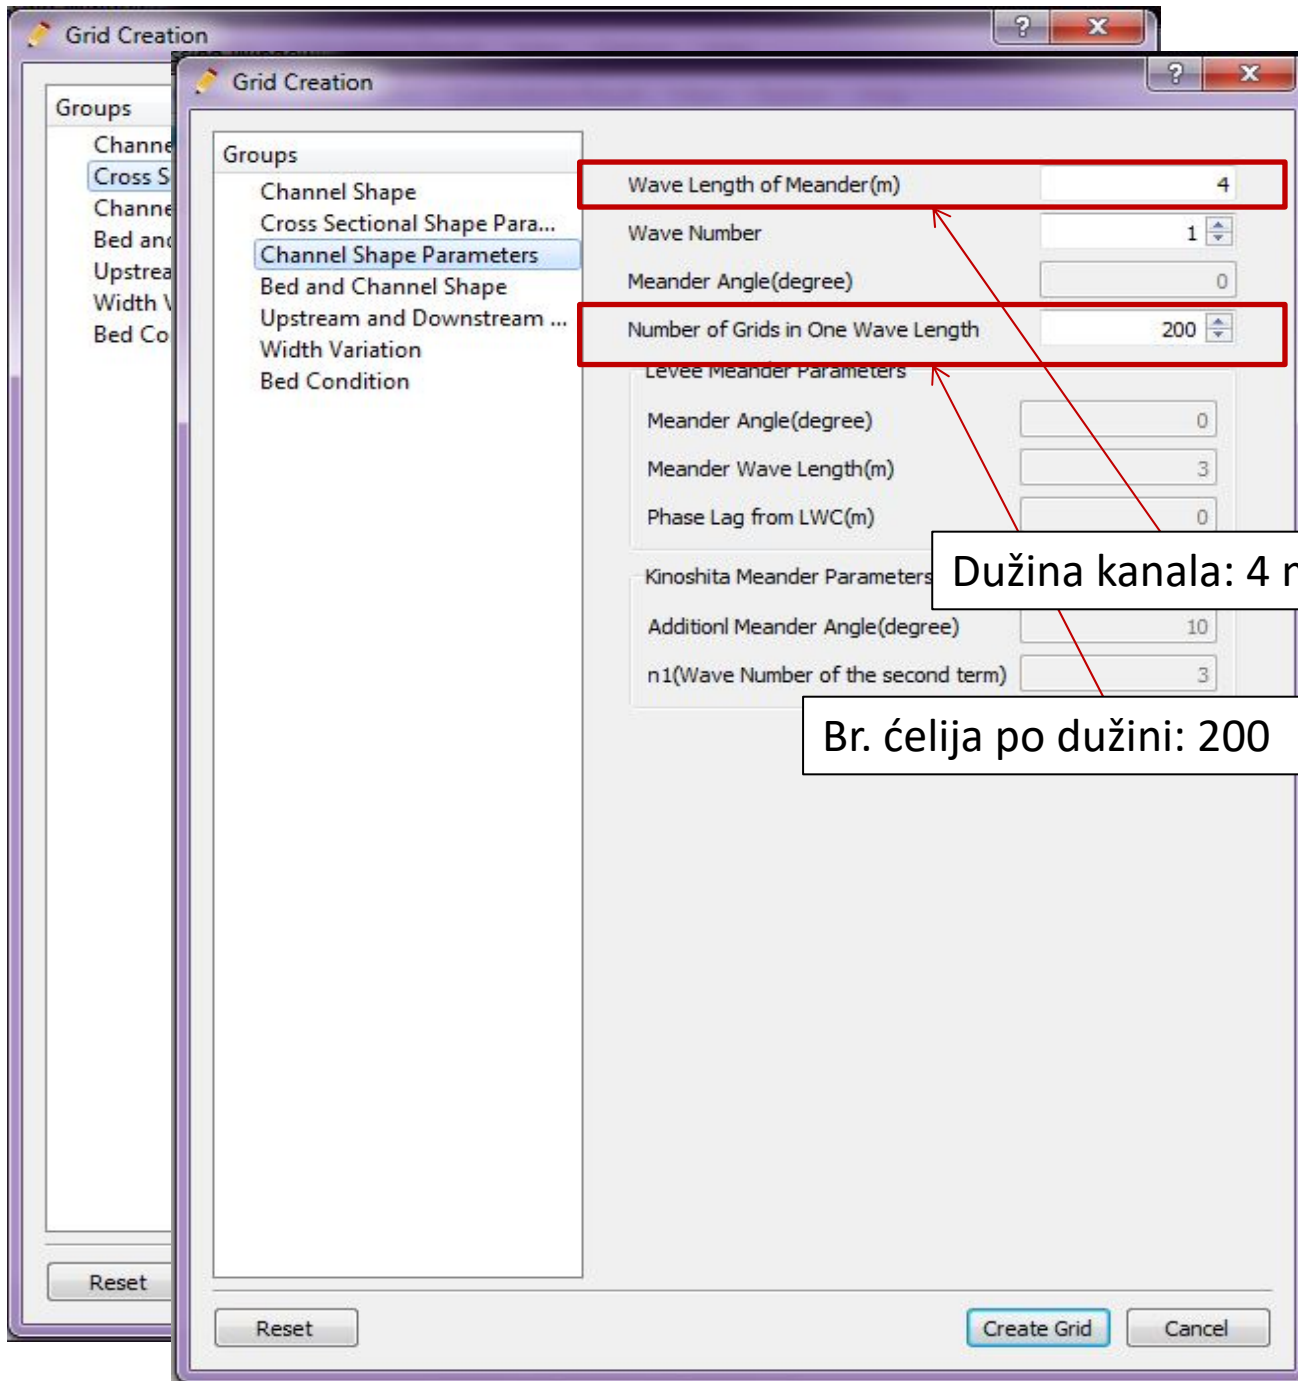 Grid Creation
Groups
Channe
Cross S
Channe
Bed and
Upstrea
Width V
Bed Co
Reset
Grid Creation
Groups
Channel Shape
Cross Sectional Shape Para...
Channel Shape Parameters
Bed and Channel Shape
Upstream and Downstream ...
Width Variation
Bed Condition
Wave Length of Meander(m) 4
Wave Number 1
Meander Angle(degree) 0
Number of Grids in One Wave Length 200
Levee Meander Parameters
Meander Angle(degree) 0
Meander Wave Length(m) 3
Phase Lag from LWC(m) 0
Dužina kanala: 4
Kinoshita Meander Parameters
Additionl Meander Angle(degree) 10
n1(Wave Number of the second term) 3
Br. ćelija po dužini: 200
Reset
Create Grid
Cancel